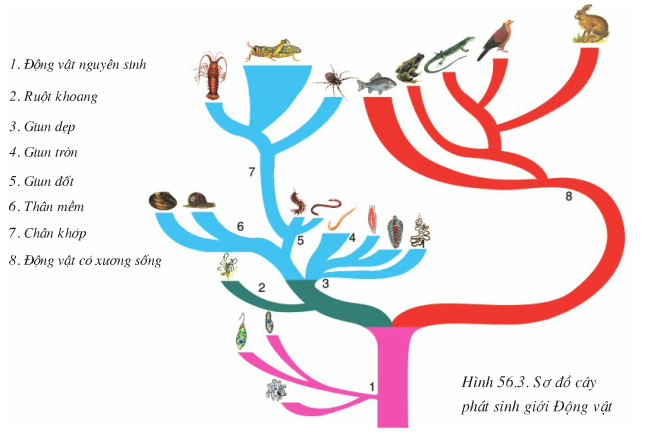 1. Động vật nguyên sinh
2. Ruột khoang
3. Giun dẹp
4. Giun tròn
5. Giun đốt
6. Thân mềm
7. Chân khớp
8. Động vật có xương sống
7
6
5
4
8
2
3
1
Hình 56.3. Sơ đồ cây
phát sinh giới Động vật